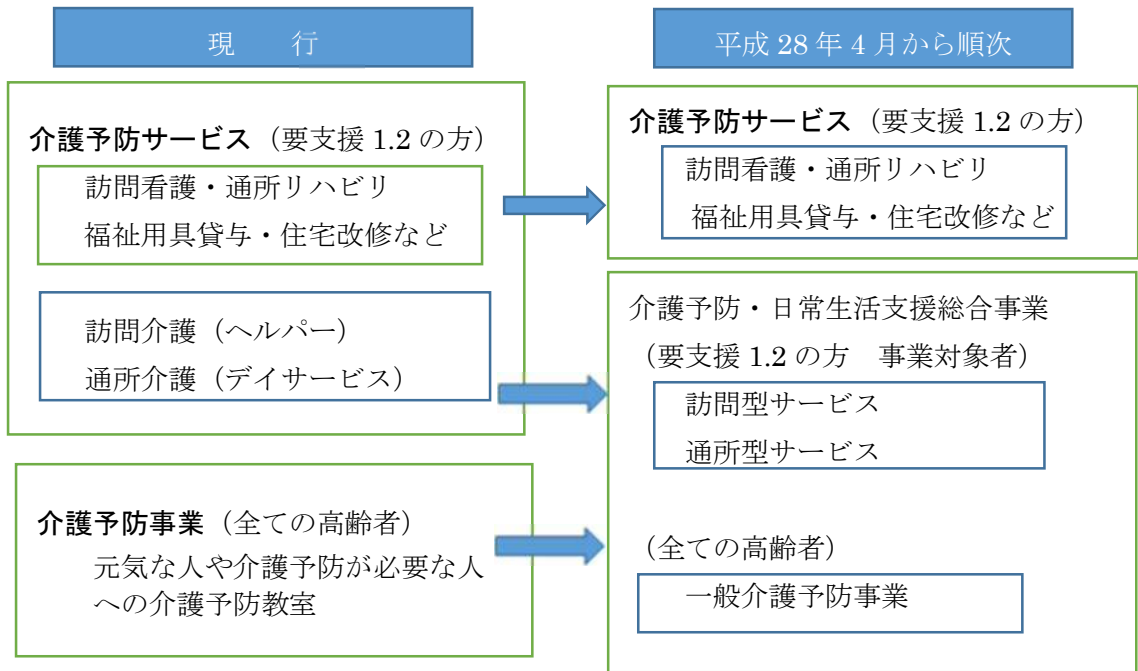 現　行
介護予防サービス（要支援 1.2 の方）
訪問看護・通所リハビリ
福祉用具貸与・住宅改修など
訪問介護（ヘルパー）
通所介護（デイサービス）
介護予防事業（全ての高齢者）
元気な人や介護予防が必要な人
への介護予防教室
平成 28 年 4 月から順次
介護予防サービス（要支援 1.2 の方）
訪問看護・通所リハビリ
福祉用具貸与・住宅改修など
介護予防・日常生活支援総合事業
（要支援 1.2 の方　事業対象者）
訪問型サービス
通所型サービス
（全ての高齢者）
一般介護予防事業